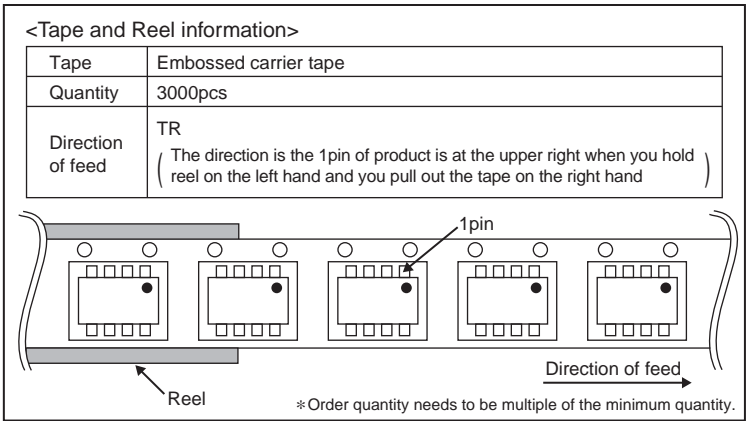 <Tape and Reel information>
Tape Embossed carrier tape
Quantity 3000pcs
Direction of feed TR
( The direction is the 1pin of product is at the upper right when you hold
reel on the left hand and you pull out the tape on the right hand )
1pin
Direction of feed
Reel
*Order quantity needs to be multiple of the minimum quantity.